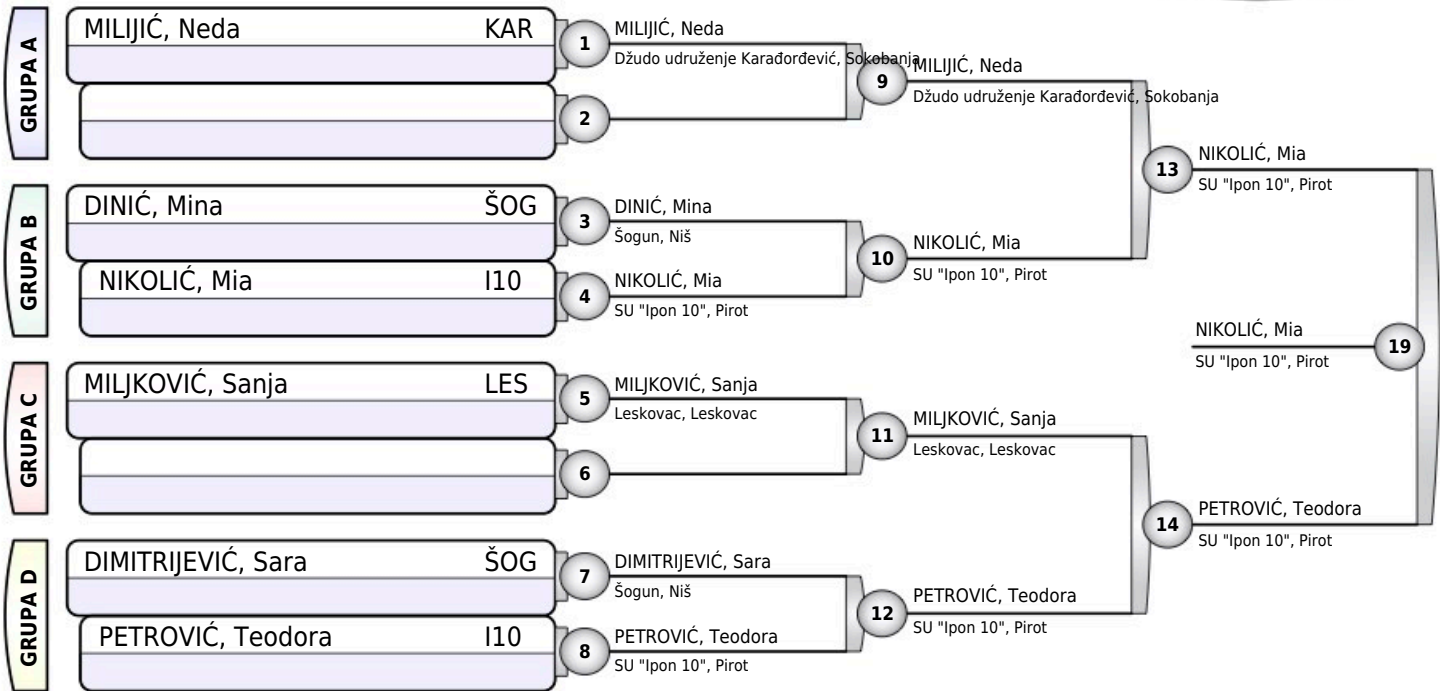 GRUPA A
MILIJIĆ, Neda KAR
1
2
GRUPA B
DINIĆ, Mina ŠOG
3
NIKOLIĆ, Mia I10
4
GRUPA C
MILJKOVIĆ, Sanja LES
5
6
GRUPA D
DIMITRIJEVIĆ, Sara ŠOG
7
PETROVIĆ, Teodora I10
8
MILIJIĆ, Neda
Džudo udruženje Karađorđević, Sokobanja
DINIĆ, Mina
Šogun, Niš
NIKOLIĆ, Mia
SU "Ipon 10", Pirot
MILJKOVIĆ, Sanja
Leskovac, Leskovac
DIMITRIJEVIĆ, Sara
Šogun, Niš
PETROVIĆ, Teodora
SU "Ipon 10", Pirot
9
MILIJIĆ, Neda
Džudo udruženje Karađorđević, Sokobanja
10
NIKOLIĆ, Mia
SU "Ipon 10", Pirot
11
MILJKOVIĆ, Sanja
Leskovac, Leskovac
12
PETROVIĆ, Teodora
SU "Ipon 10", Pirot
13
NIKOLIĆ, Mia
SU "Ipon 10", Pirot
14
PETROVIĆ, Teodora
SU "Ipon 10", Pirot
NIKOLIĆ, Mia
SU "Ipon 10", Pirot
19